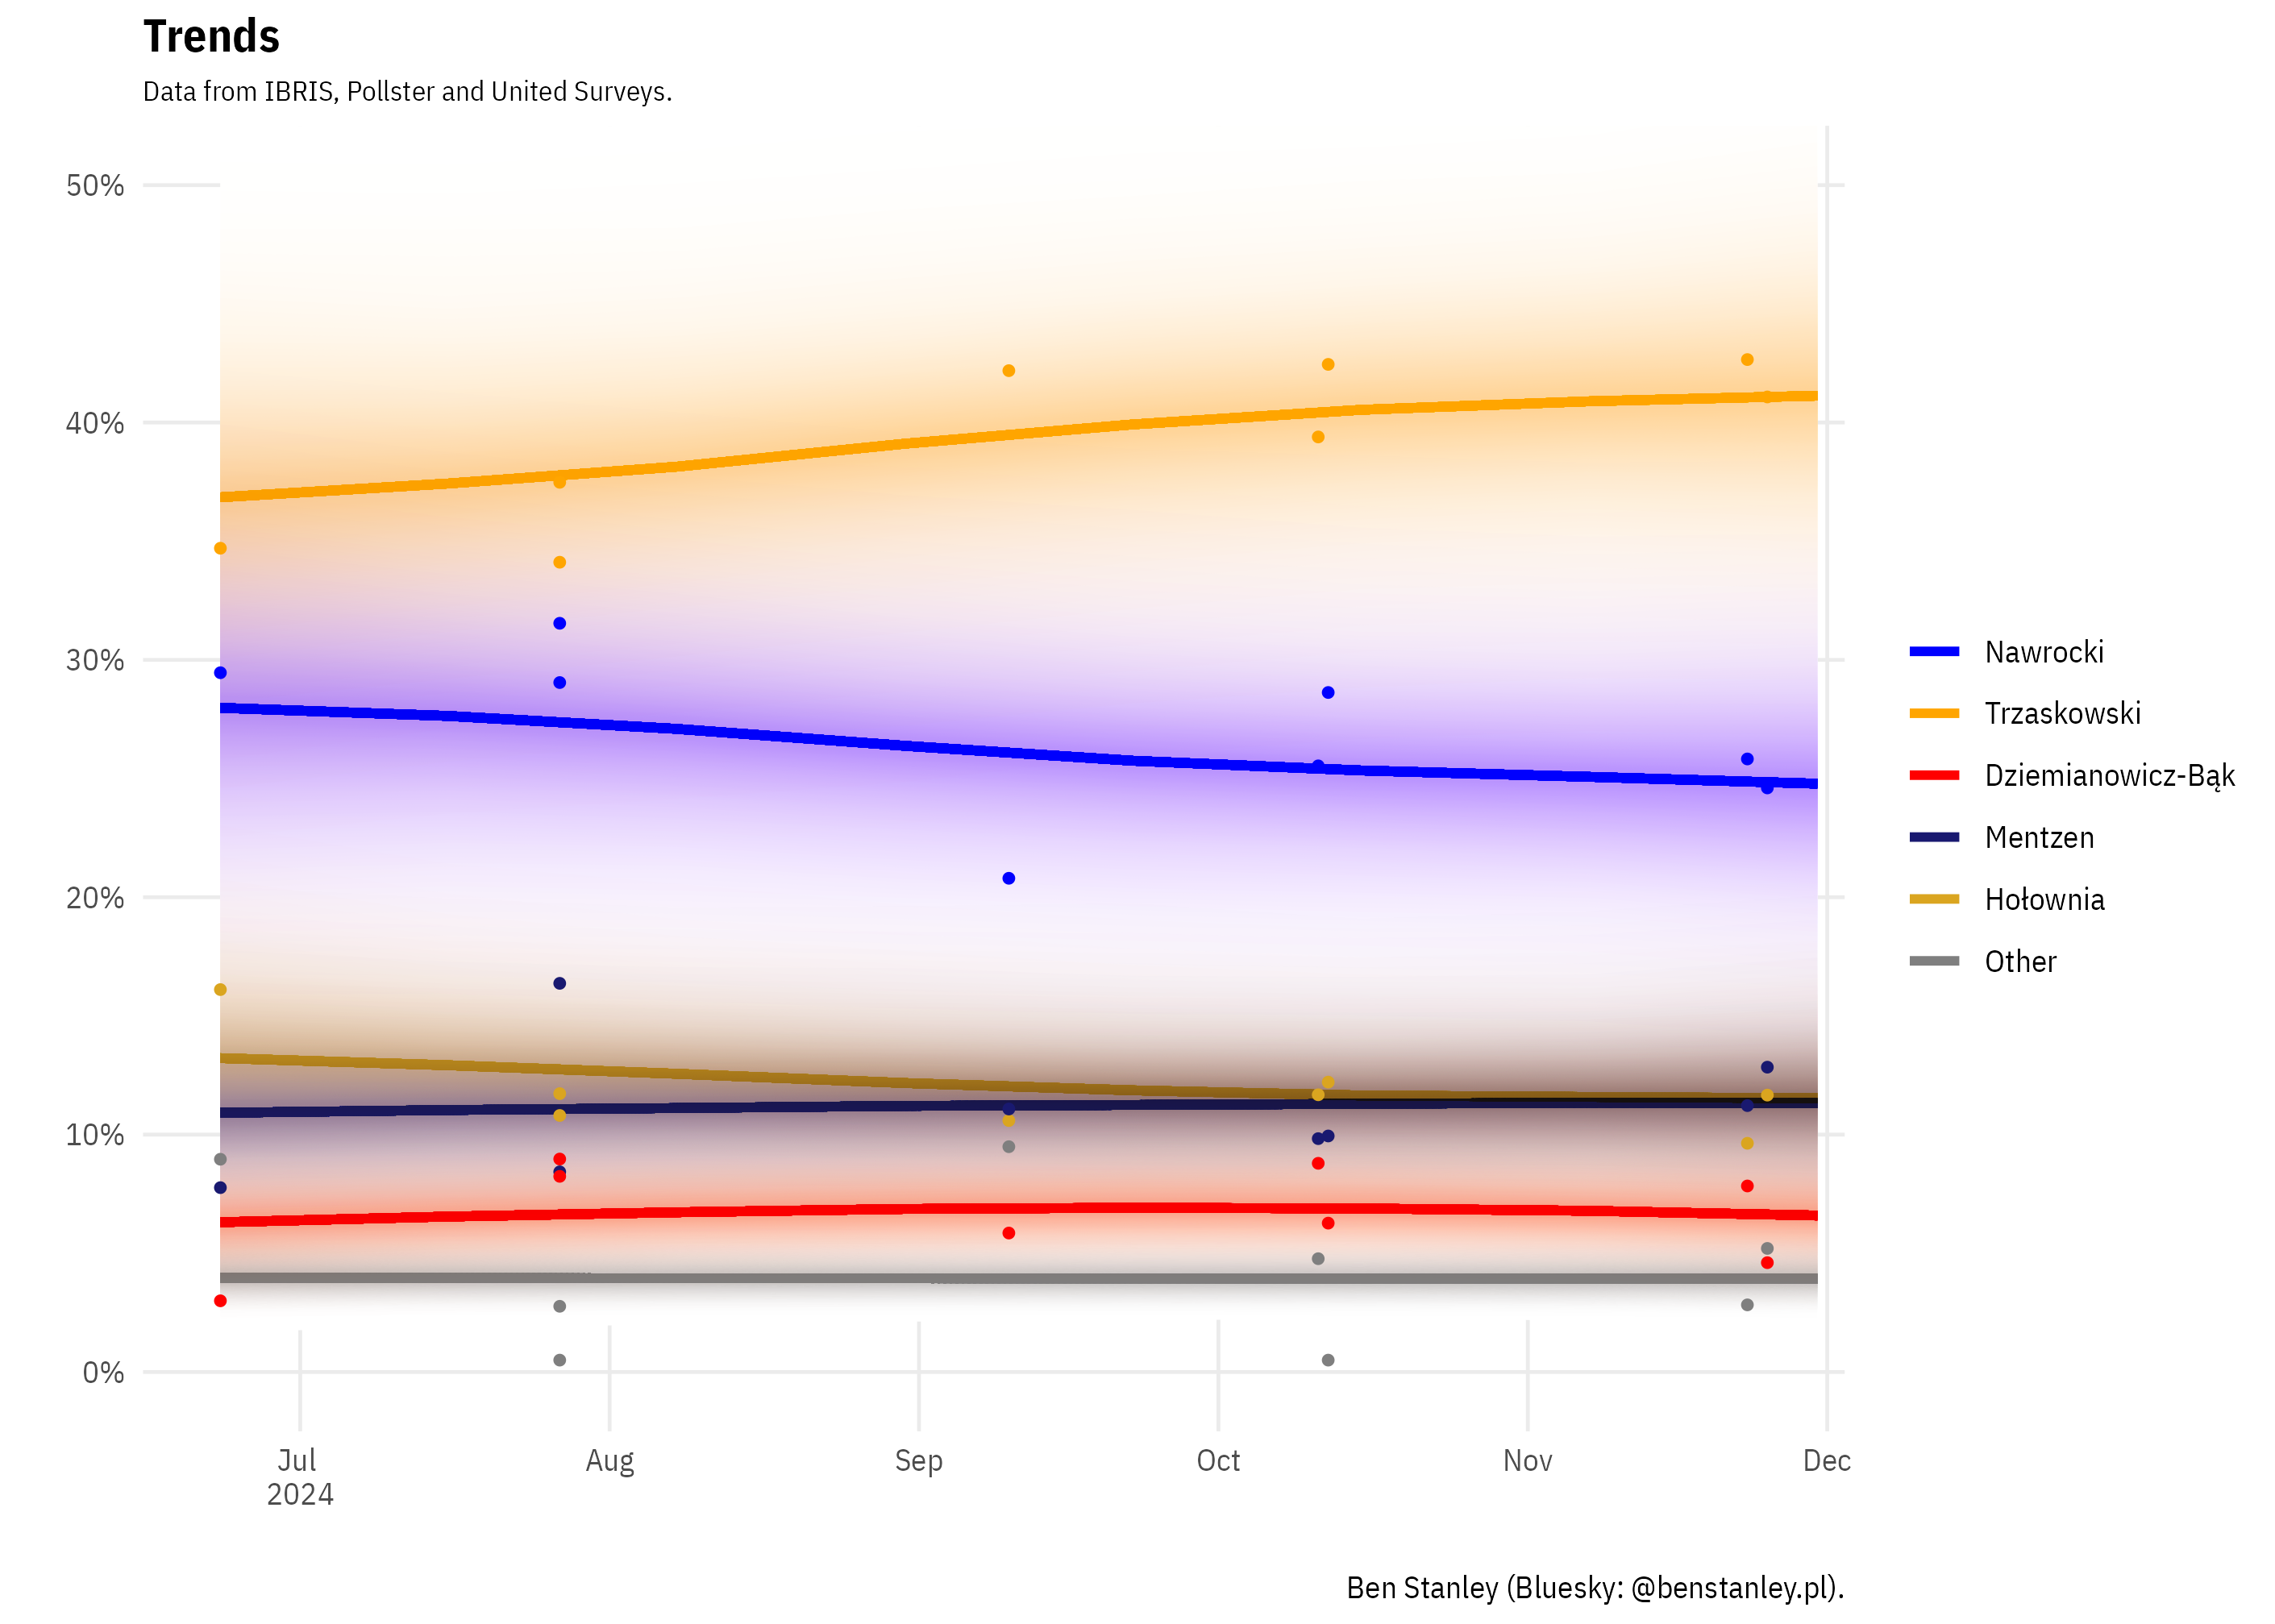 Trends
Data from IBRIS, Pollster and United Surveys.
50%
40%
30%
20%
10%
0%
Jul
2024
Aug
Sep
Oct
Nov
Dec
Nawrocki
Trzaskowski
Dziemianowicz-Bąk
Mentzen
Hołownia
Other
Ben Stanley (Bluesky: @benstanley.pl).